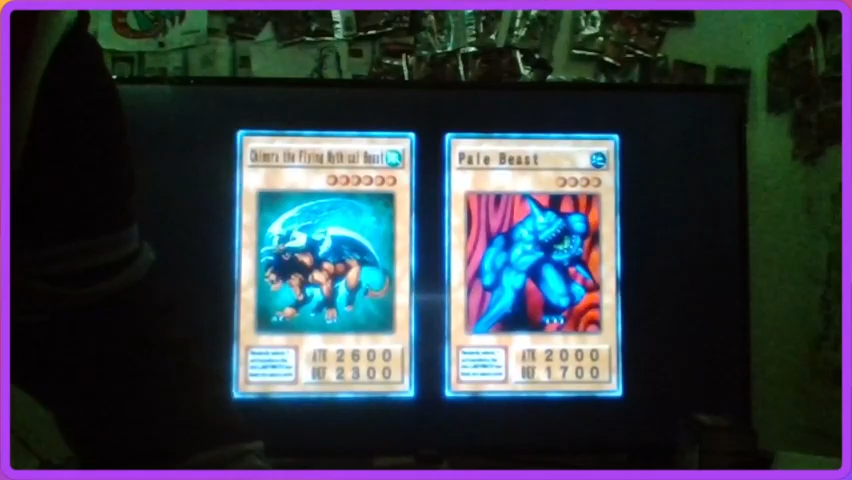 Chimera the Flying Mythical Beast
ATK 2600
DEF 2300
Pale Beast
ATK 2000
DEF 1700